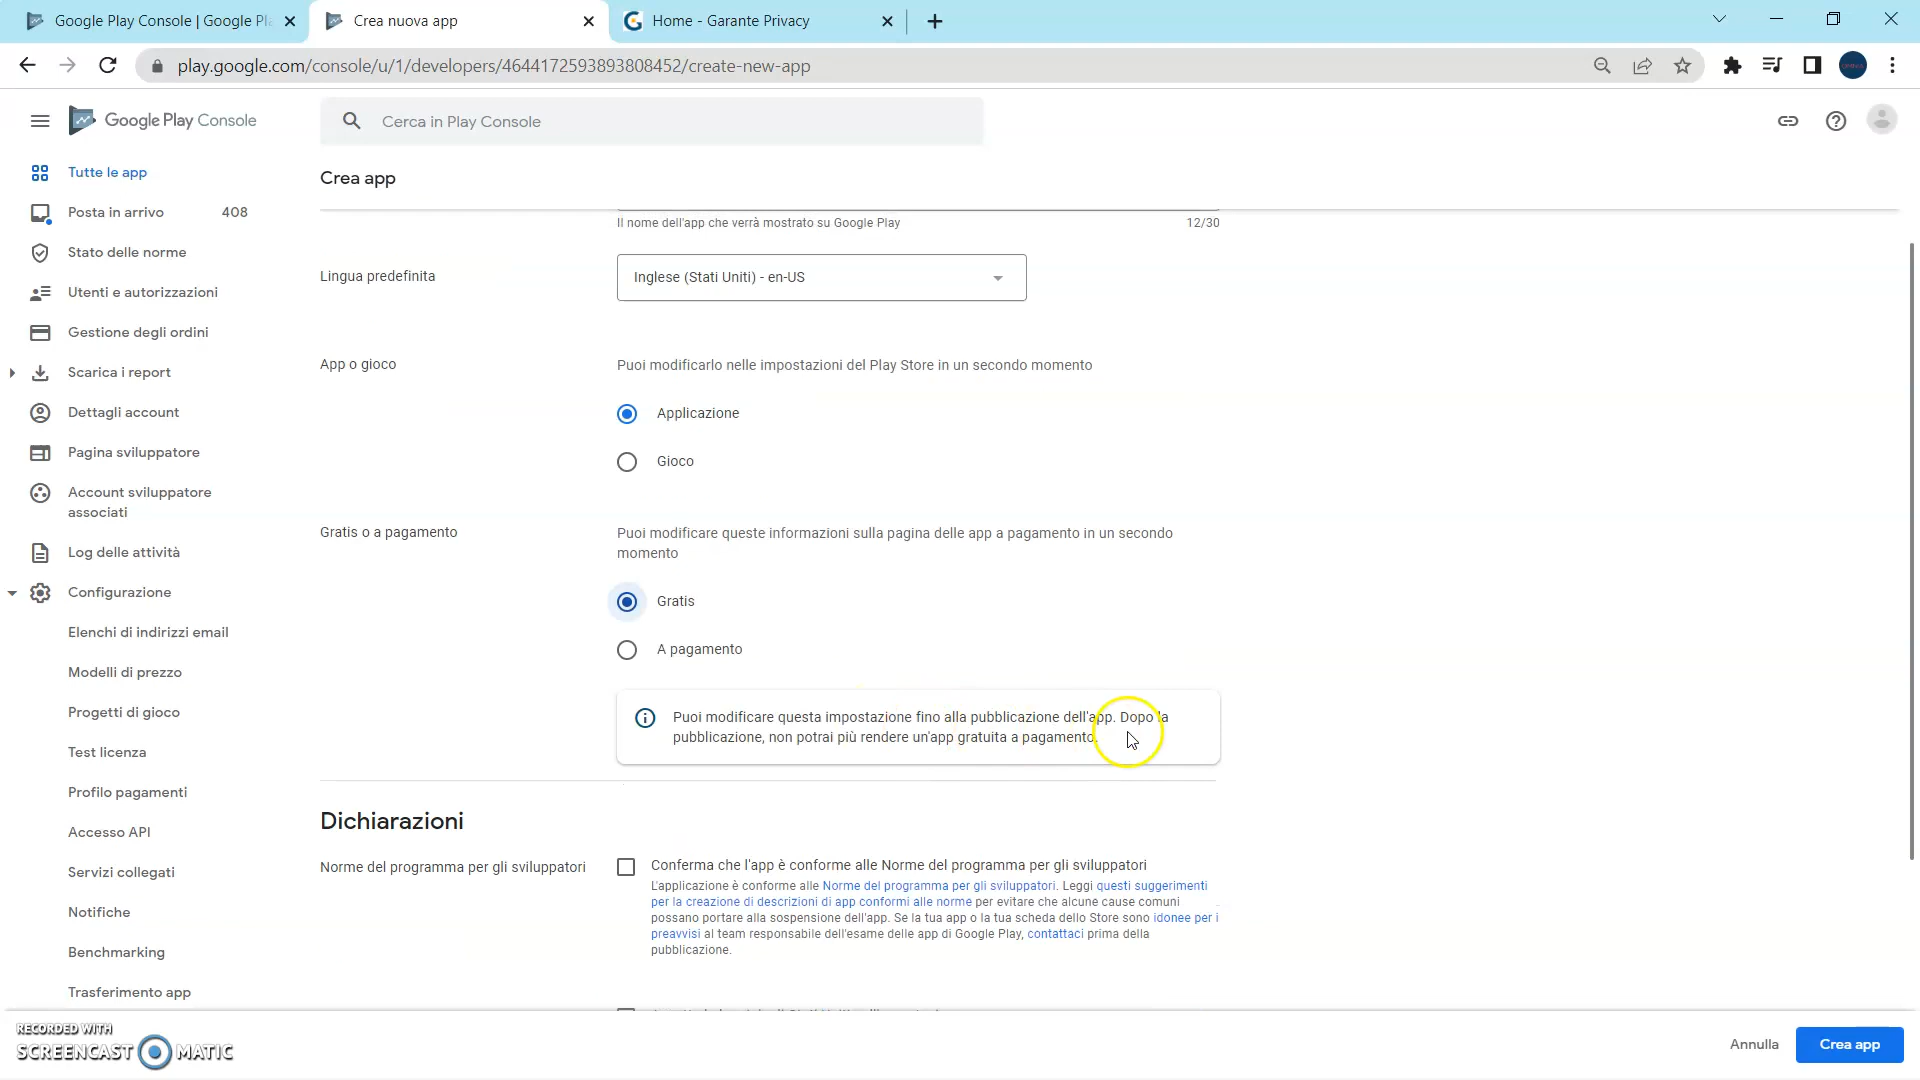 Google Play Console | Google Pla
Crea nuova app
Home - Garante Privacy
play.google.com/console/u/1/developers/4644172593893808452/create-new-app
Google Play Console
Cerca in Play Console
Tutte le app
Posta in arrivo 408
Stato delle norme
Utenti e autorizzazioni
Gestione degli ordini
Scarica i report
Dettagli account
Pagina sviluppatore
Account sviluppatore
associati
Log delle attività
Configurazione
Elenchi di indirizzi email
Modelli di prezzo
Progetti di gioco
Test licenza
Profilo pagamenti
Accesso API
Servizi collegati
Notifiche
Benchmarking
Trasferimento app
Crea app
Il nome dell'app che verrà mostrato su Google Play 12/30
Lingua predefinita
Inglese (Stati Uniti) - en-US
App o gioco
Puoi modificarlo nelle impostazioni del Play Store in un secondo momento
Applicazione
Gioco
Gratis o a pagamento
Puoi modificare queste informazioni sulla pagina delle app a pagamento in un secondo
momento
Gratis
A pagamento
Puoi modificare questa impostazione fino alla pubblicazione dell'app. Dopo la
pubblicazione, non potrai più rendere un'app gratuita a pagamento.
Dichiarazioni
Norme del programma per gli sviluppatori
Conferma che l'app è conforme alle Norme del programma per gli sviluppatori
L'applicazione è conforme alle Norme del programma per gli sviluppatori. Leggi questi suggerimenti
per la creazione di descrizioni di app conformi alle norme per evitare che alcune cause comuni
possano portare alla sospensione dell'app. Se la tua app o la tua scheda dello Store sono idonee per i
preavvisi al team responsabile dell'esame delle app di Google Play, contattaci prima della
pubblicazione.
RECORDED WITH
SCREENCAST MATIC
Annulla
Crea app